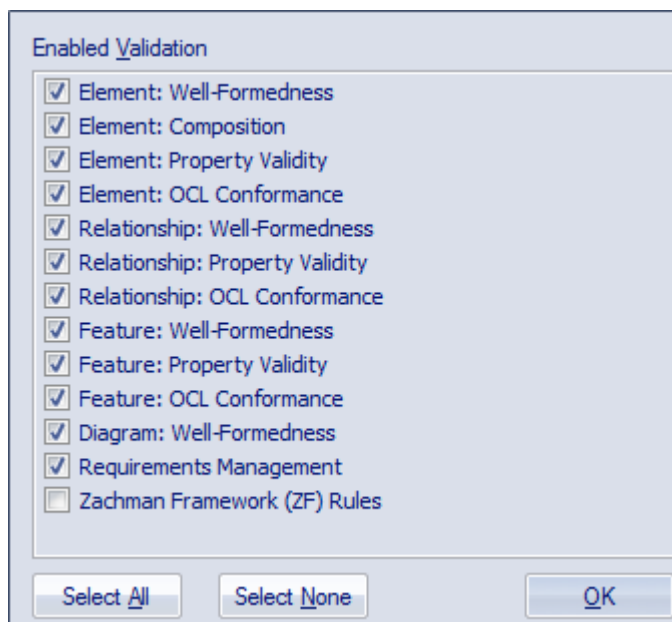 Enabled Validation
Element: Well-Formedness
Element: Composition
Element: Property Validity
Element: OCL Conformance
Relationship: Well-Formedness
Relationship: Property Validity
Relationship: OCL Conformance
Feature: Well-Formedness
Feature: Property Validity
Feature: OCL Conformance
Diagram: Well-Formedness
Requirements Management
Zachman Framework (ZF) Rules
Select All Select None OK